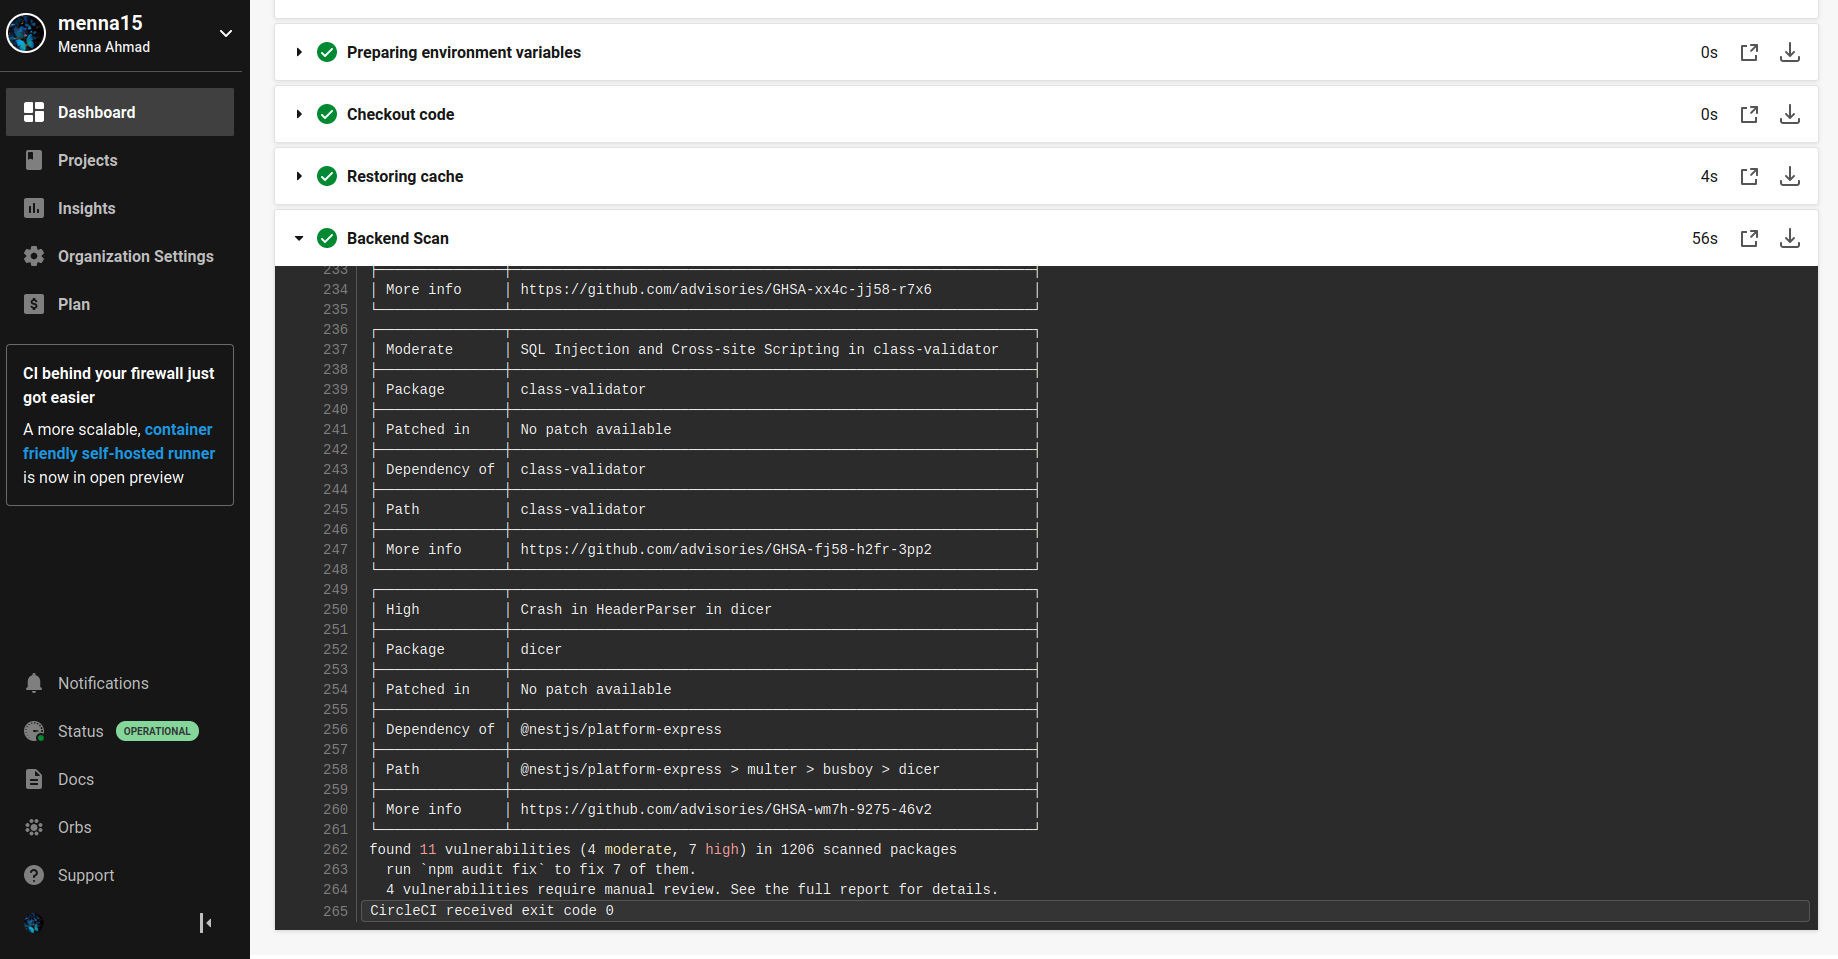 menna15
Menna Ahmad
Dashboard
Projects
Insights
Organization Settings
Plan
CI behind your firewall just
got easier
A more scalable, container
friendly self-hosted runner
is now in open preview
Notifications
Status OPERATIONAL
Docs
Orbs
Support
Preparing environment variables 0s
Checkout code 0s
Restoring cache 4s
Backend Scan 56s
233
234 More info https://github.com/advisories/GHSA-xx4c-jj58-r7x6
235
236
237 Moderate SQL Injection and Cross-site Scripting in class-validator
238
239 Package class-validator
240
241 Patched in No patch available
242
243 Dependency of class-validator
244
245 Path class-validator
246
247 More info https://github.com/advisories/GHSA-fj58-h2fr-3pp2
248
249
250 High Crash in HeaderParser in dicer
251
252 Package dicer
253
254 Patched in No patch available
255
256 Dependency of @nestjs/platform-express
257
258 Path @nestjs/platform-express > multer > busboy > dicer
259
260 More info https://github.com/advisories/GHSA-wm7h-9275-46v2
261
262 found 11 vulnerabilities (4 moderate, 7 high) in 1206 scanned packages
263 run `npm audit fix` to fix 7 of them.
264 4 vulnerabilities require manual review. See the full report for details.
265 CircleCI received exit code 0